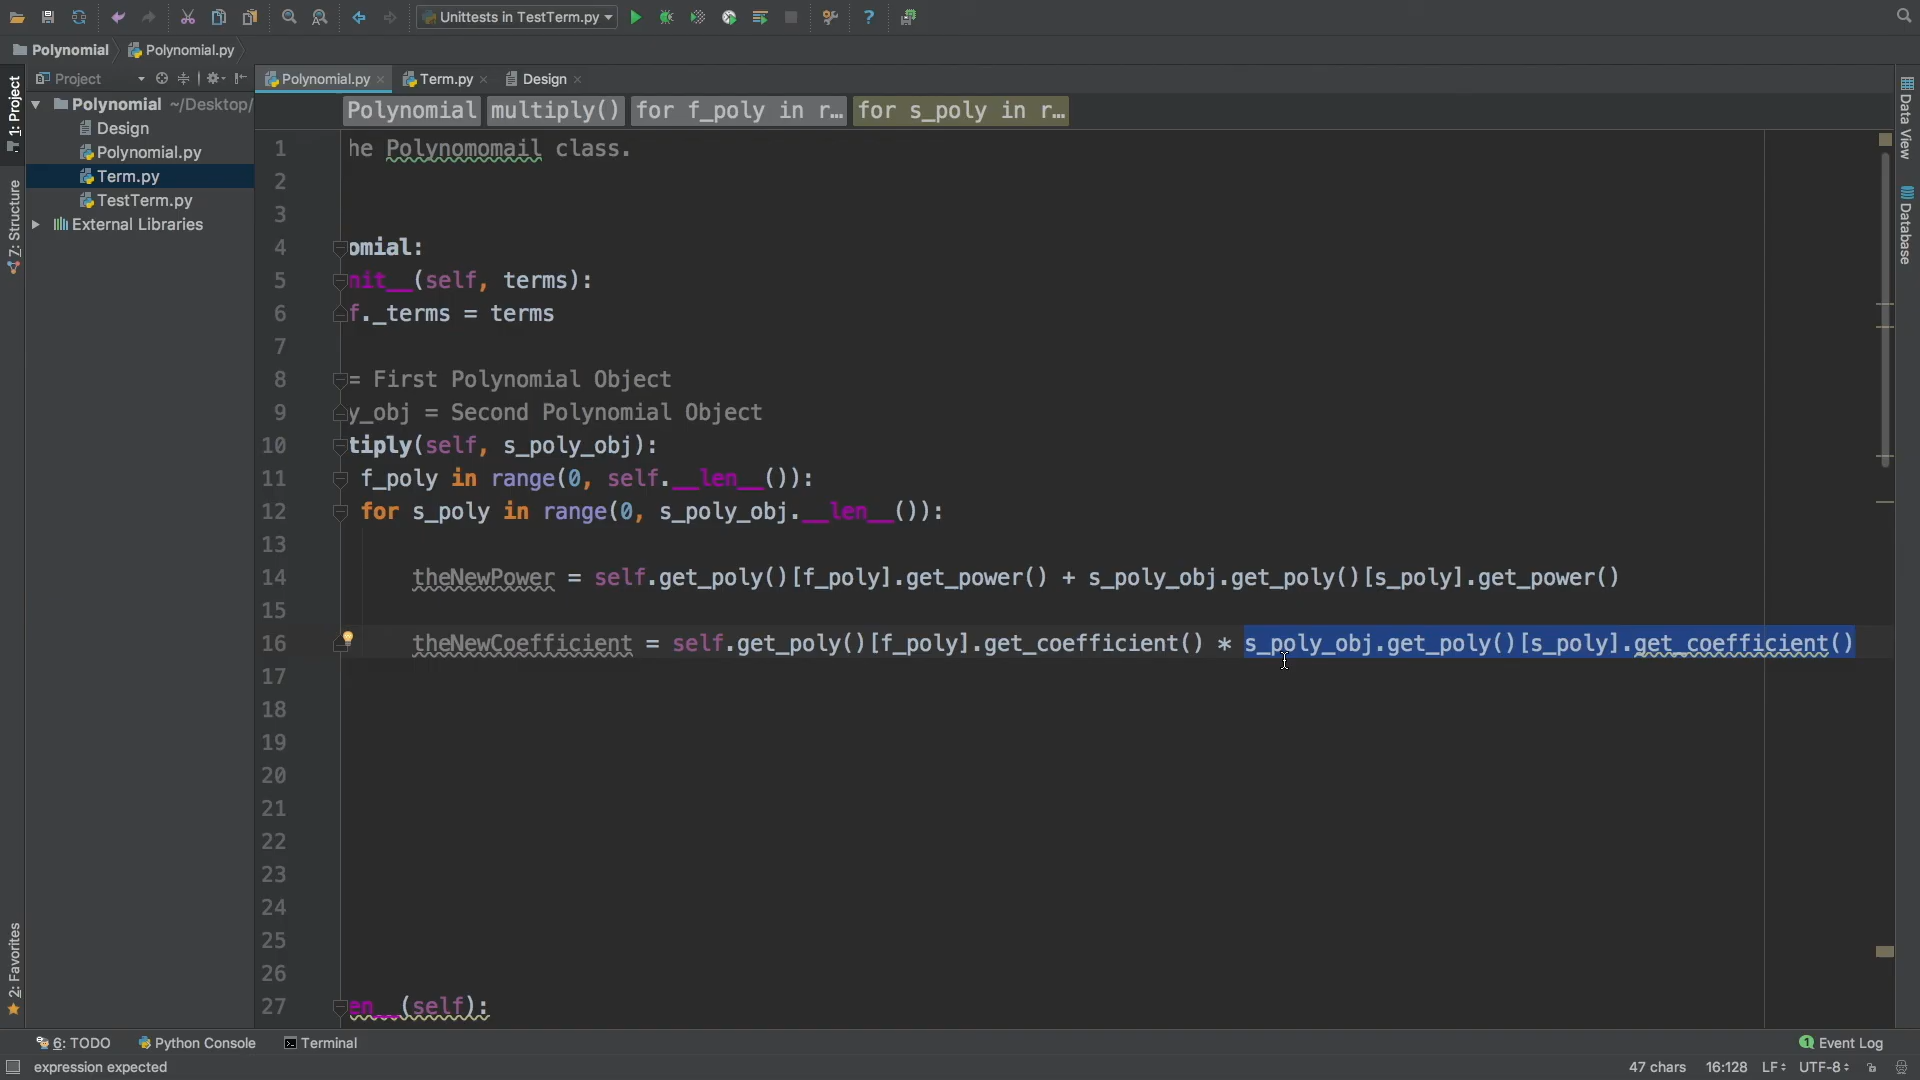 Unittests in TestTerm.py
Polynomial
Polynomial.py
Project
Polynomial.py
Term.py
Design
1: Project
Z: Structure
2: Favorites
Data View
Database
Polynomial ~/Desktop/
Design
Polynomial.py
Term.py
TestTerm.py
External Libraries
Polynomial multiply() for f_poly in r… for s_poly in r…
1 he Polynomomail class.
2
3
4 omial:
5 nit__(self, terms):
6 f._terms = terms
7
8 = First Polynomial Object
9 y_obj = Second Polynomial Object
10 tiply(self, s_poly_obj):
11 f_poly in range(0, self.__len__()):
12 for s_poly in range(0, s_poly_obj.__len__()):
13
14 theNewPower = self.get_poly()[f_poly].get_power() + s_poly_obj.get_poly()[s_poly].get_power()
15
16 theNewCoefficient = self.get_poly()[f_poly].get_coefficient() * s_poly_obj.get_poly()[s_poly].get_coefficient()
17
18
19
20
21
22
23
24
25
26
27 en__(self):
6: TODO
Python Console
Terminal
1 Event Log
expression expected
47 chars 16:128 LF UTF-8